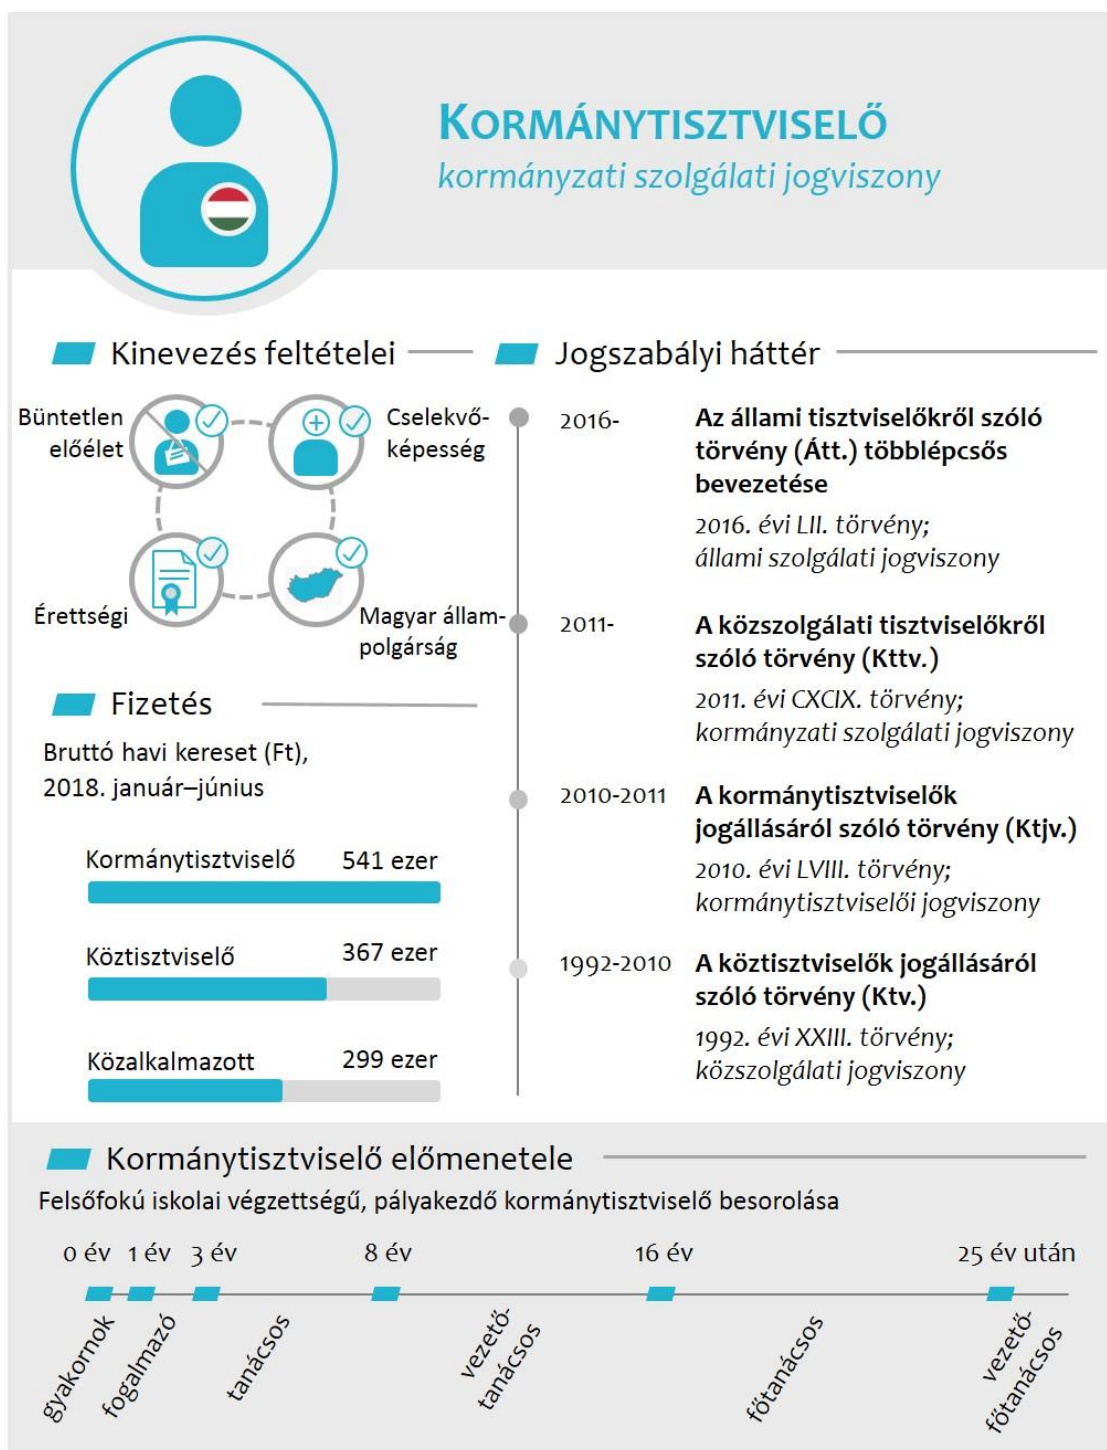 KORMÁNYTISZTVISELŐ
kormányzati szolgálati jogviszony
Kinevezés feltételei
Büntetlen
előélet
Cselekvő-
képesség
Érettségi
Magyar állam-
polgárság
Fizetés
Bruttó havi kereset (Ft),
2018. január–június
Kormánytisztviselő 541 ezer
Köztisztviselő 367 ezer
Közalkalmazott 299 ezer
Jogszabályi háttér
2016- Az állami tisztviselőkről szóló
törvény (Átt.) többlépcsős
bevezetése
2016. évi LII. törvény;
állami szolgálati jogviszony
2011- A közszolgálati tisztviselőkről
szóló törvény (Kttv.)
2011. évi CXCIX. törvény;
kormányzati szolgálati jogviszony
2010-2011 A kormánytisztviselők
jogállásáról szóló törvény (Ktjv.)
2010. évi LVIII. törvény;
kormánytisztviselői jogviszony
1992-2010 A köztisztviselők jogállásáról
szóló törvény (Ktv.)
1992. évi XXIII. törvény;
közszolgálati jogviszony
Kormánytisztviselő előmenetele
Felsőfokú iskolai végzettségű, pályakezdő kormánytisztviselő besorolása
0 év 1 év 3 év 8 év 16 év 25 év után
gyakornok
fogalmazó
tanácsos
vezető-
tanácsos
főtanácsos
vezető-
főtanácsos